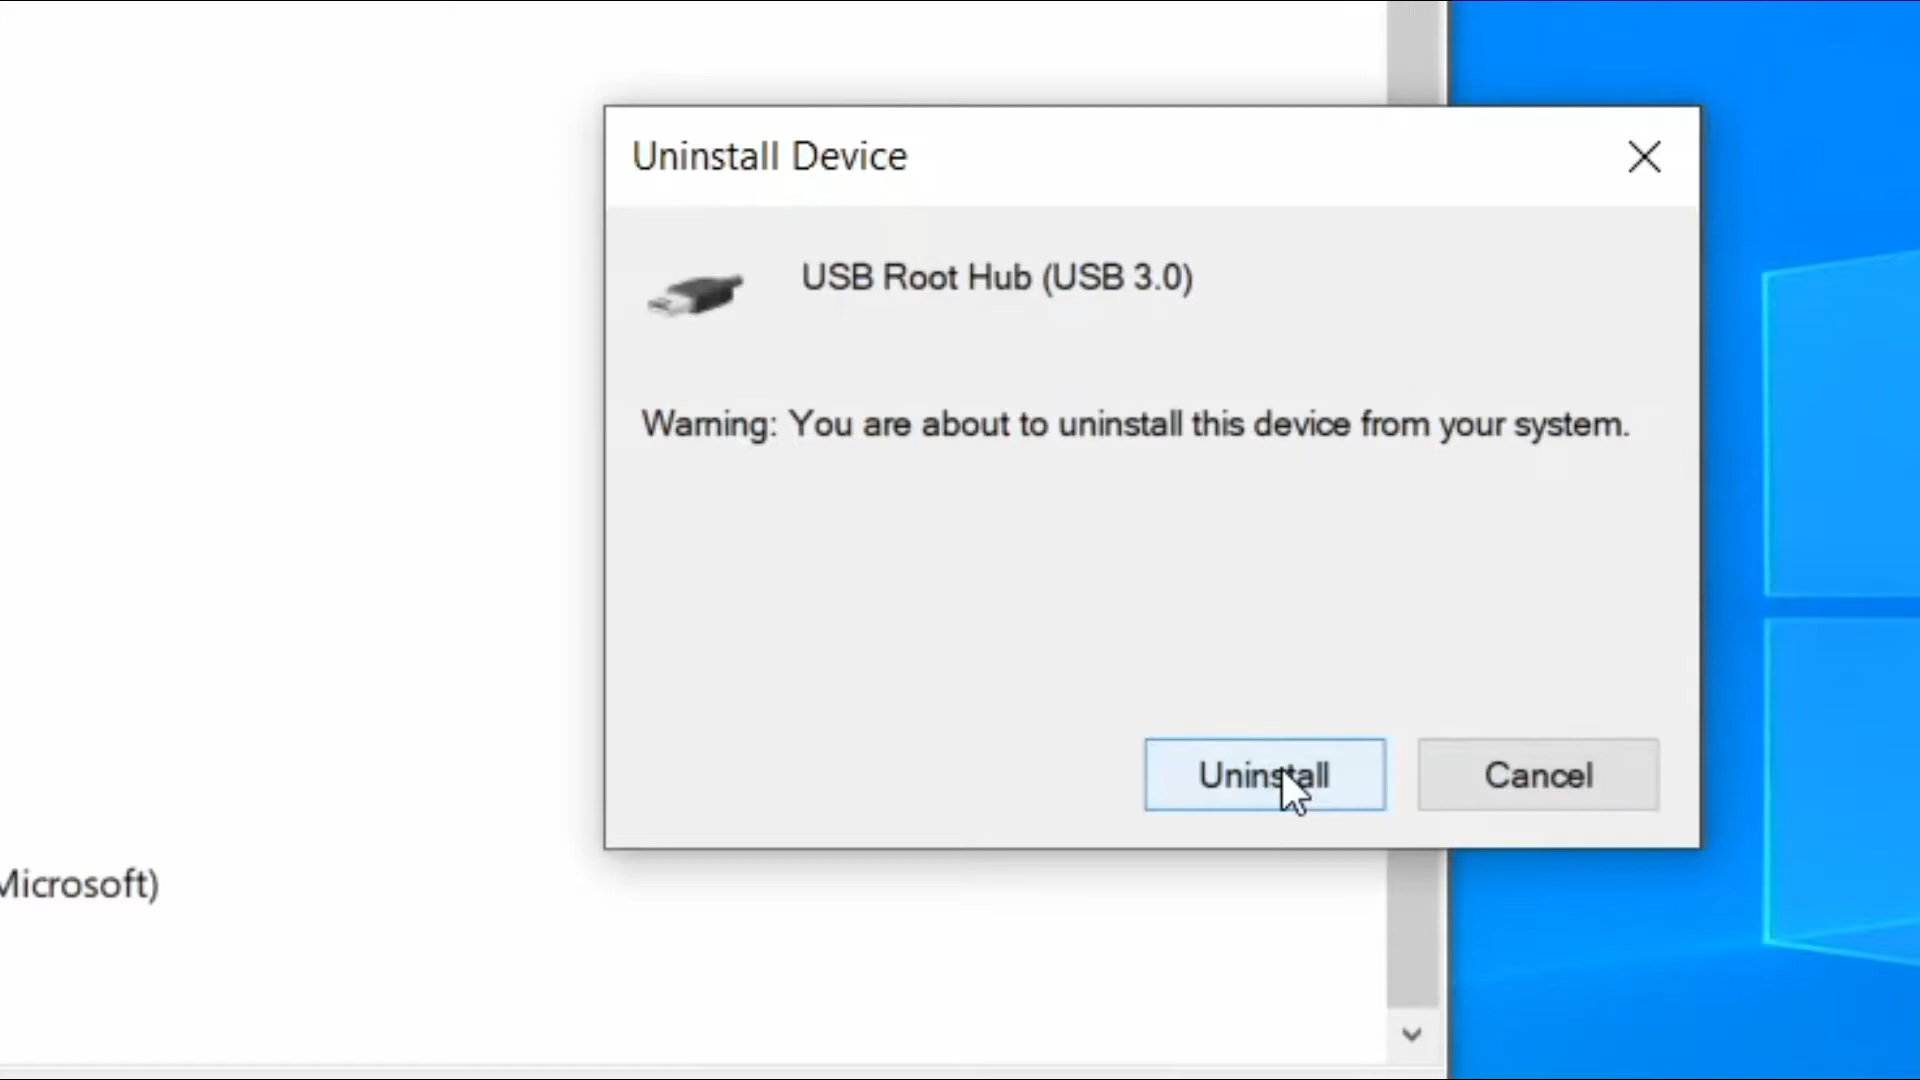 Uninstall Device
USB Root Hub (USB 3.0)
Warning: You are about to uninstall this device from your system.
Uninstall
Cancel
Microsoft)